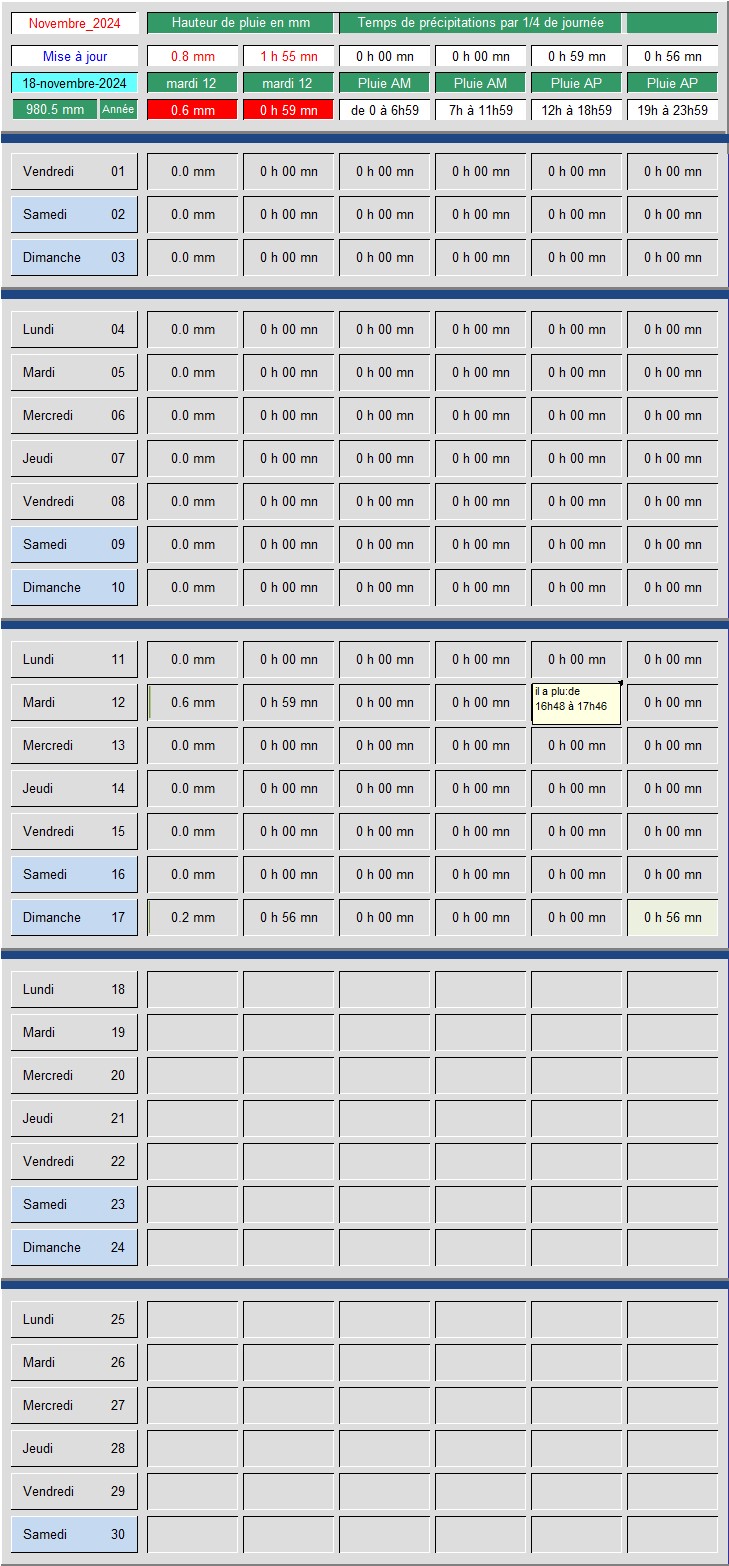 Novembre_2024 Hauteur de pluie en mm Temps de précipitations par 1/4 de journée
Mise à jour 0.8 mm 1 h 55 mn 0 h 00 mn 0 h 00 mn 0 h 59 mn 0 h 56 mn
18-novembre-2024 mardi 12 mardi 12 Pluie AM Pluie AM Pluie AP Pluie AP
980.5 mm Année 0.6 mm 0 h 59 mn de 0 à 6h59 7h à 11h59 12h à 18h59 19h à 23h59
Vendredi 01 0.0 mm 0 h 00 mn 0 h 00 mn 0 h 00 mn 0 h 00 mn 0 h 00 mn
Samedi 02 0.0 mm 0 h 00 mn 0 h 00 mn 0 h 00 mn 0 h 00 mn 0 h 00 mn
Dimanche 03 0.0 mm 0 h 00 mn 0 h 00 mn 0 h 00 mn 0 h 00 mn 0 h 00 mn
Lundi 04 0.0 mm 0 h 00 mn 0 h 00 mn 0 h 00 mn 0 h 00 mn 0 h 00 mn
Mardi 05 0.0 mm 0 h 00 mn 0 h 00 mn 0 h 00 mn 0 h 00 mn 0 h 00 mn
Mercredi 06 0.0 mm 0 h 00 mn 0 h 00 mn 0 h 00 mn 0 h 00 mn 0 h 00 mn
Jeudi 07 0.0 mm 0 h 00 mn 0 h 00 mn 0 h 00 mn 0 h 00 mn 0 h 00 mn
Vendredi 08 0.0 mm 0 h 00 mn 0 h 00 mn 0 h 00 mn 0 h 00 mn 0 h 00 mn
Samedi 09 0.0 mm 0 h 00 mn 0 h 00 mn 0 h 00 mn 0 h 00 mn 0 h 00 mn
Dimanche 10 0.0 mm 0 h 00 mn 0 h 00 mn 0 h 00 mn 0 h 00 mn 0 h 00 mn
Lundi 11 0.0 mm 0 h 00 mn 0 h 00 mn 0 h 00 mn 0 h 00 mn 0 h 00 mn
Mardi 12 0.6 mm 0 h 59 mn 0 h 00 mn 0 h 00 mn il a plu:de 0 h 00 mn
16h48 à 17h46
Mercredi 13 0.0 mm 0 h 00 mn 0 h 00 mn 0 h 00 mn 0 h 00 mn 0 h 00 mn
Jeudi 14 0.0 mm 0 h 00 mn 0 h 00 mn 0 h 00 mn 0 h 00 mn 0 h 00 mn
Vendredi 15 0.0 mm 0 h 00 mn 0 h 00 mn 0 h 00 mn 0 h 00 mn 0 h 00 mn
Samedi 16 0.0 mm 0 h 00 mn 0 h 00 mn 0 h 00 mn 0 h 00 mn 0 h 00 mn
Dimanche 17 0.2 mm 0 h 56 mn 0 h 00 mn 0 h 00 mn 0 h 00 mn 0 h 56 mn
Lundi 18
Mardi 19
Mercredi 20
Jeudi 21
Vendredi 22
Samedi 23
Dimanche 24
Lundi 25
Mardi 26
Mercredi 27
Jeudi 28
Vendredi 29
Samedi 30